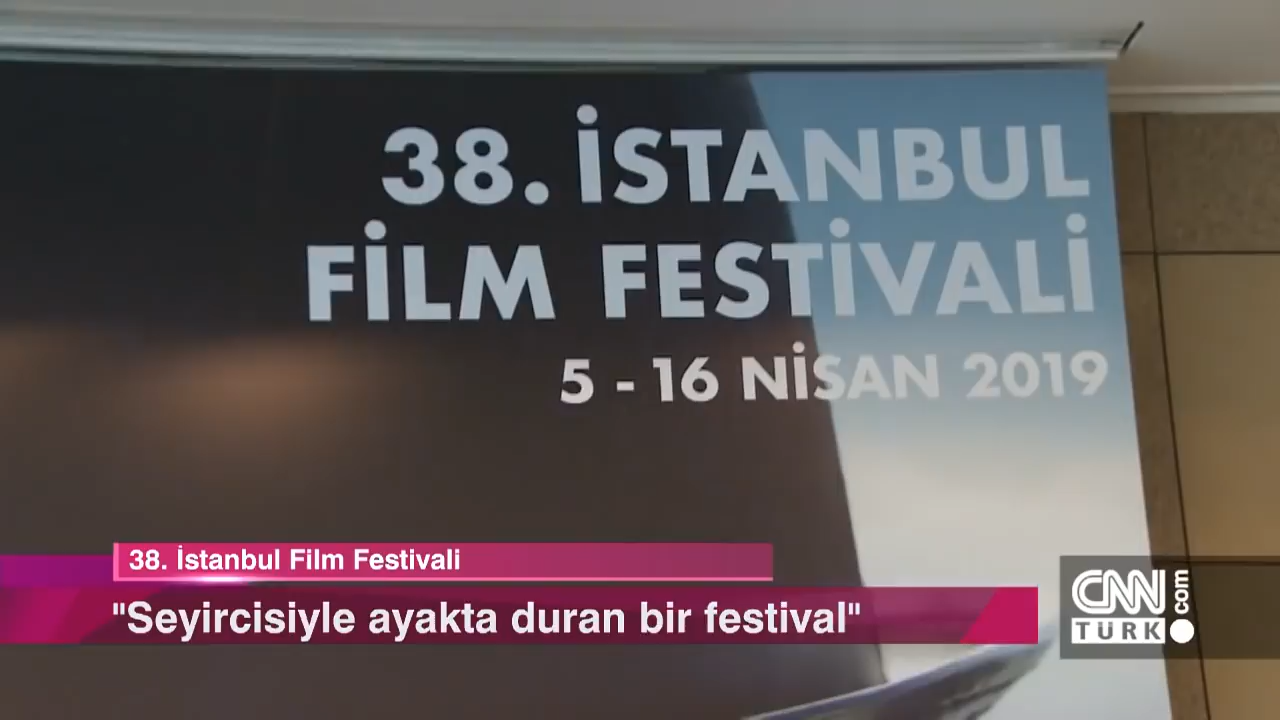 38. İSTANBUL
FİLM FESTİVALİ
5 - 16 NİSAN 2019
38. İstanbul Film Festivali
"Seyircisiyle ayakta duran bir festival"
CNN
TÜRK
.com